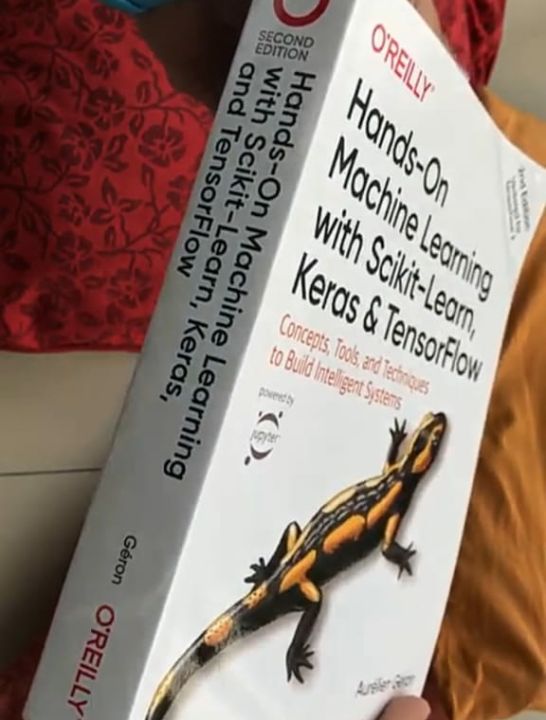 SECOND
EDITION
Hands-On Machine Learning
with Scikit-Learn, Keras,
and TensorFlow
Géron
O'REILLY
O'REILLY®
Hands-On
Machine Learning
with Scikit-Learn,
Keras & TensorFlow
Concepts, Tools, and Techniques
to Build Intelligent Systems
powered by
jupyter
Aurélien Géron